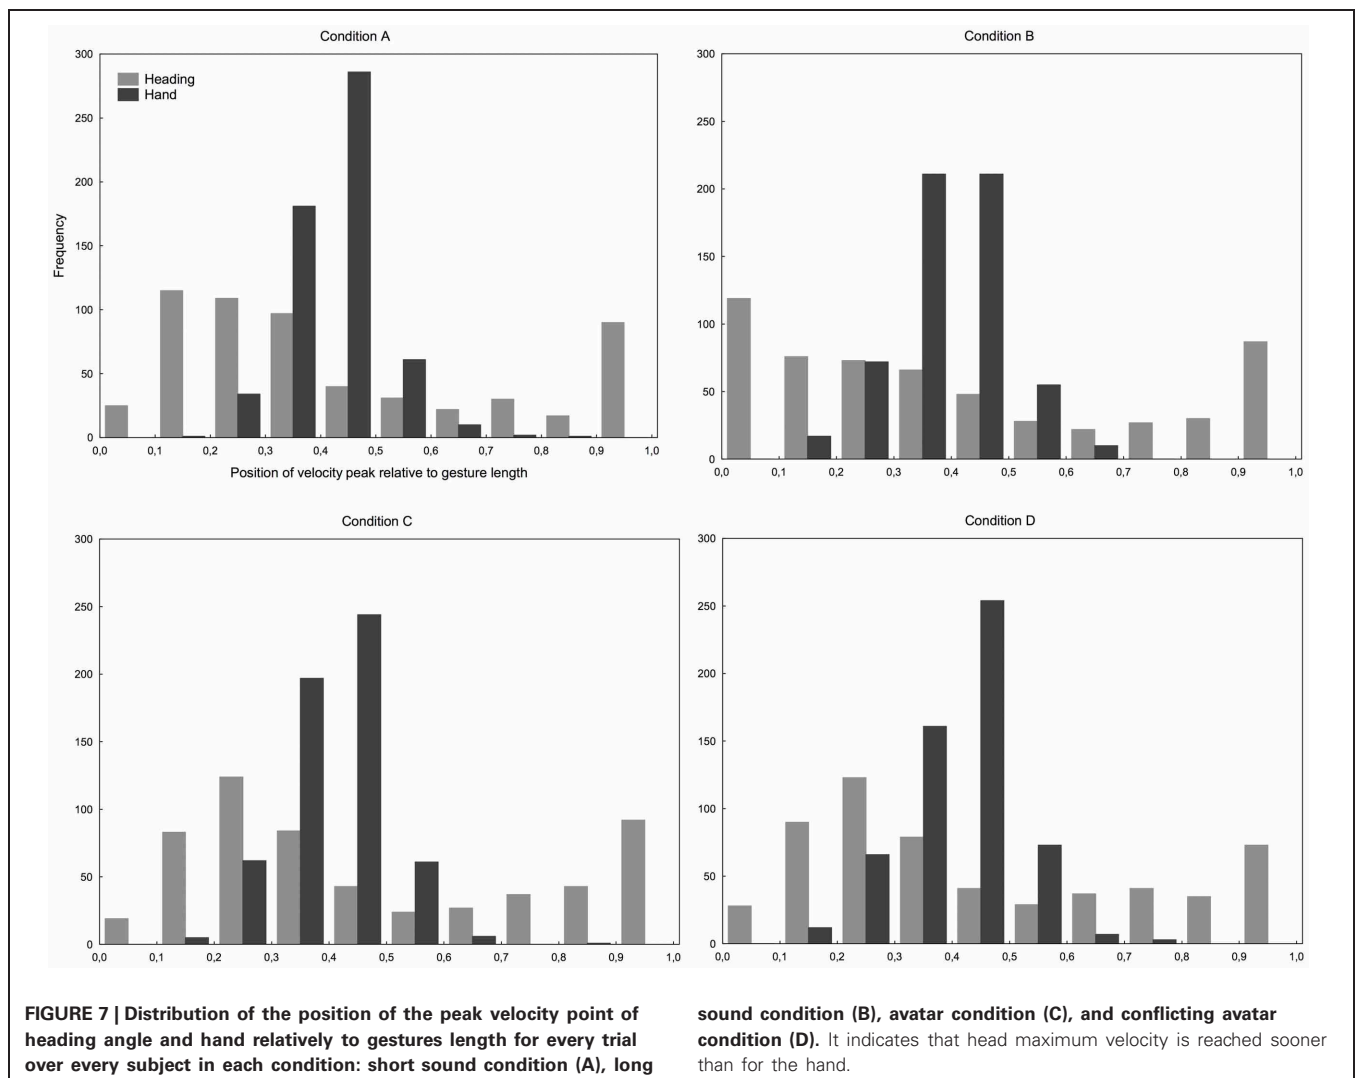 Condition A
300
250
200
150
100
50
0
Frequency
Heading
Hand
0,0 0,1 0,2 0,3 0,4 0,5 0,6 0,7 0,8 0,9 1,0
Position of velocity peak relative to gesture length
Condition B
300
250
200
150
100
50
0
0,0 0,1 0,2 0,3 0,4 0,5 0,6 0,7 0,8 0,9 1,0
Condition C
300
250
200
150
100
50
0
0,0 0,1 0,2 0,3 0,4 0,5 0,6 0,7 0,8 0,9 1,0
Condition D
300
250
200
150
100
50
0
0,0 0,1 0,2 0,3 0,4 0,5 0,6 0,7 0,8 0,9 1,0
FIGURE 7 | Distribution of the position of the peak velocity point of
heading angle and hand relatively to gestures length for every trial
over every subject in each condition: short sound condition (A), long
sound condition (B), avatar condition (C), and conflicting avatar
condition (D). It indicates that head maximum velocity is reached sooner
than for the hand.